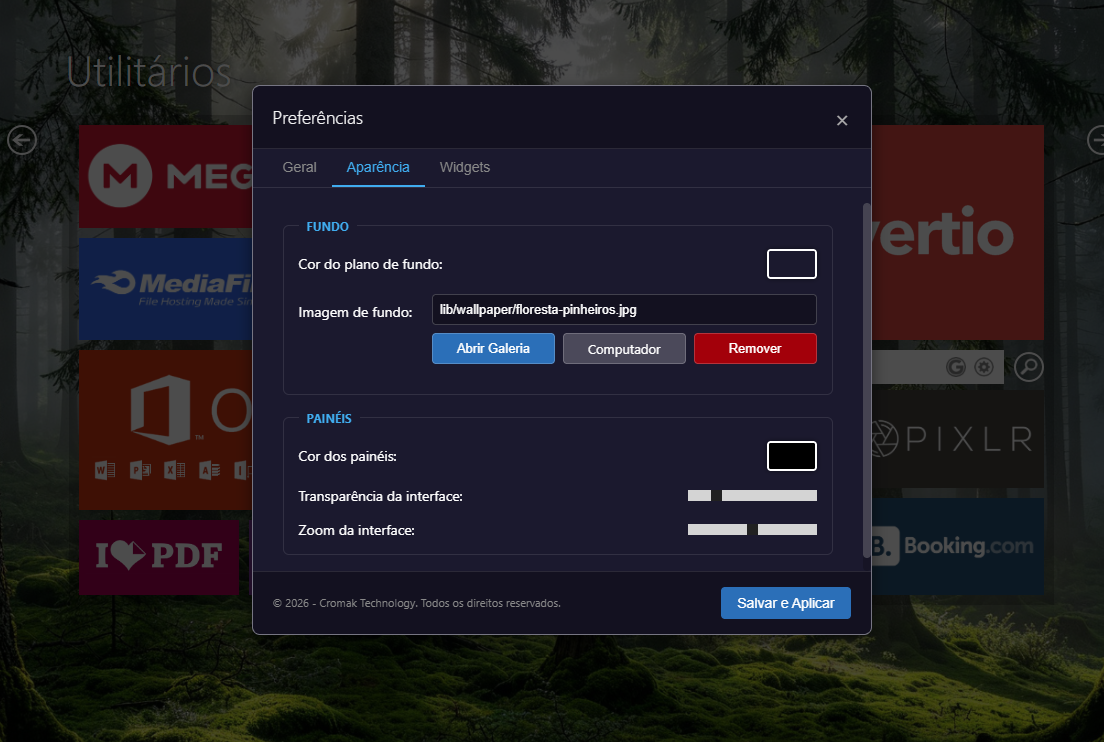 Utilitários
Preferências
Geral
Aparência
Widgets
FUNDO
Cor do plano de fundo:
Imagem de fundo:
lib/wallpaper/floresta-pinheiros.jpg
Abrir Galeria
Computador
Remover
PAINÉIS
Cor dos painéis:
Transparência da interface:
Zoom da interface:
© 2026 - Cromak Technology. Todos os direitos reservados.
Salvar e Aplicar
M
MEG
MediaFi
File Hosting Made Sim
O
I PDF
vertio
G
PIXLR
B.
Booking.com